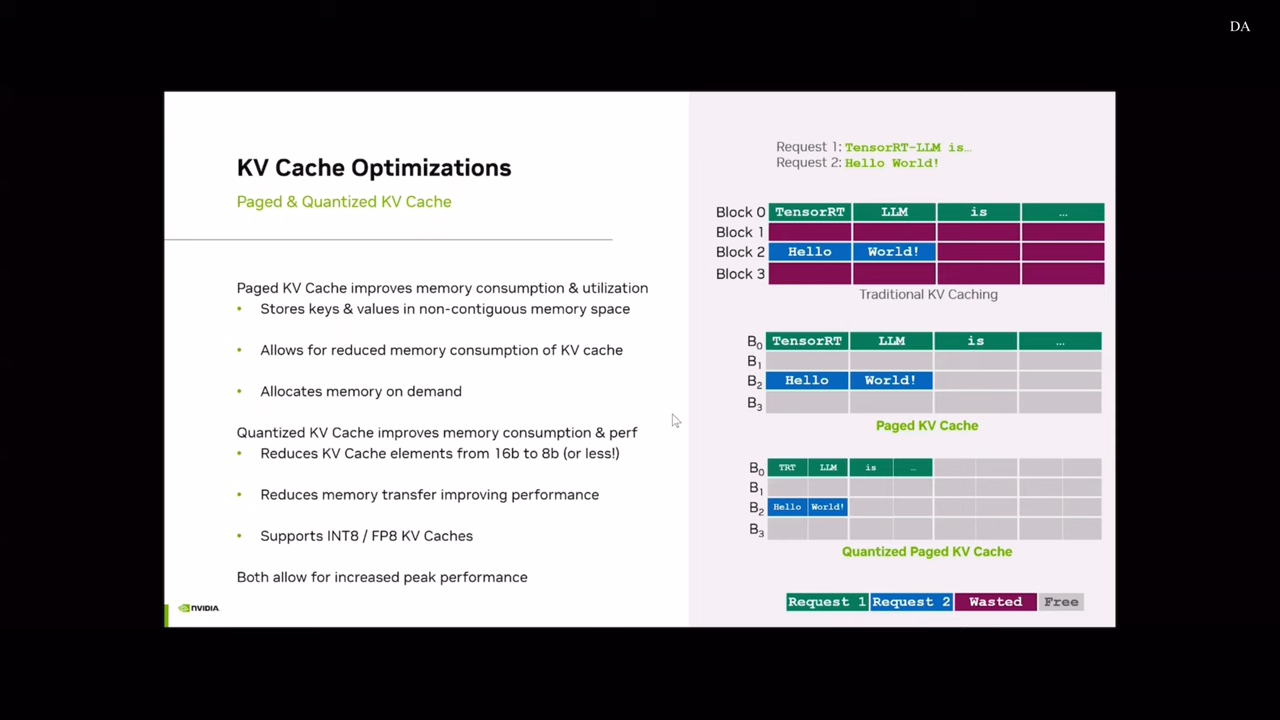 DA
KV Cache Optimizations
Paged & Quantized KV Cache
Paged KV Cache improves memory consumption & utilization
• Stores keys & values in non-contiguous memory space
• Allows for reduced memory consumption of KV cache
• Allocates memory on demand
Quantized KV Cache improves memory consumption & perf
• Reduces KV Cache elements from 16b to 8b (or less!)
• Reduces memory transfer improving performance
• Supports INT8 / FP8 KV Caches
Both allow for increased peak performance
NVIDIA
Request 1: TensorRT-LLM is…
Request 2: Hello World!
Block 0 TensorRT LLM is …
Block 1
Block 2 Hello World!
Block 3
Traditional KV Caching
B₀ TensorRT LLM is …
B₁
B₂ Hello World!
B₃
Paged KV Cache
B₀ TRT LLM is …
B₁
B₂ Hello World!
B₃
Quantized Paged KV Cache
Request 1 Request 2 Wasted Free